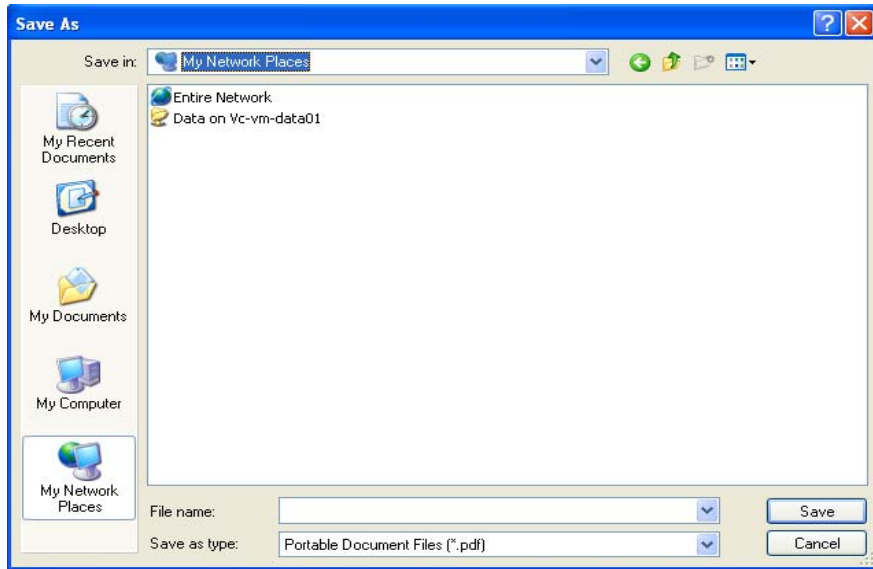 Save As
Save in:
My Network Places
Entire Network
Data on Vc-vm-data01
My Recent
Documents
Desktop
My Documents
My Computer
My Network
Places
File name:
Save
Save as type:
Portable Document Files (*.pdf)
Cancel